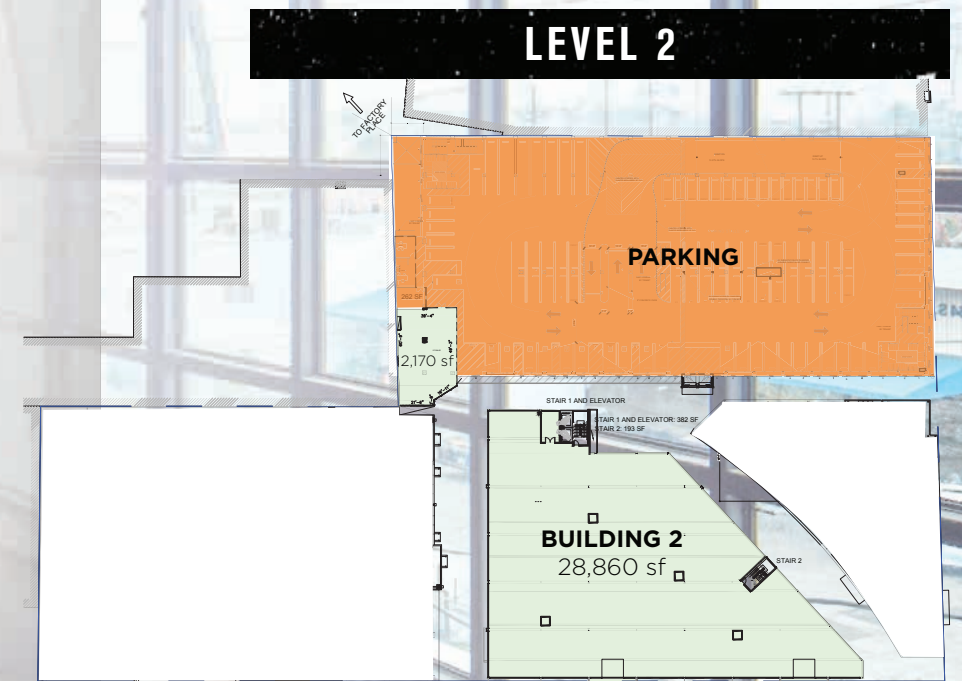 LEVEL 2
TO FACTORY
PLACE
PARKING
262 SF
2,170 sf
STAIR 1 AND ELEVATOR
STAIR 1 AND ELEVATOR: 382 SF
STAIR 2: 193 SF
BUILDING 2
28,860 sf
STAIR 2